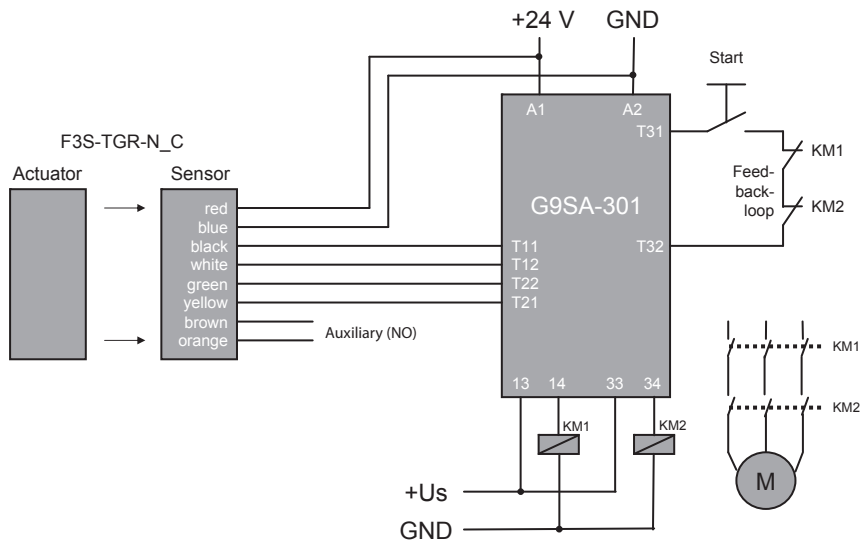 +24 V
GND
Start
A1
A2
T31
F3S-TGR-N_C
Actuator
Sensor
KM1
Feed-
back-
loop
KM2
G9SA-301
red
blue
black
white
green
yellow
brown
orange
T11
T12
T22
T21
T32
Auxiliary (NO)
13
14
33
34
KM1
KM2
KM1
KM2
M
+Us
GND